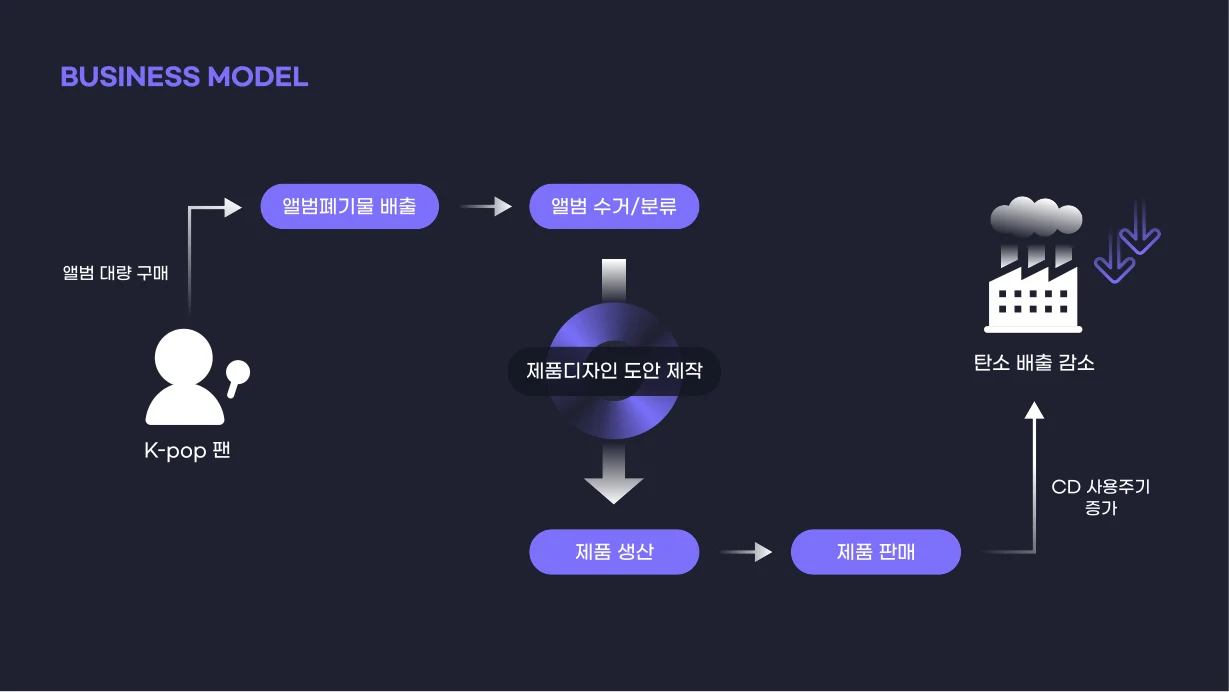 BUSINESS MODEL
앨범폐기물 배출
앨범 수거/분류
앨범 대량 구매
K-pop 팬
제품디자인 도안 제작
탄소 배출 감소
CD 사용주기
증가
제품 생산
제품 판매